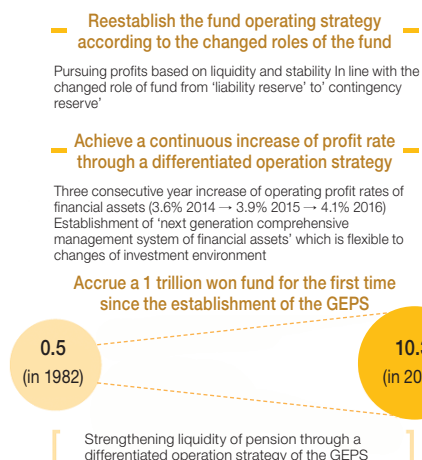 Reestablish the fund operating strategy
according to the changed roles of the fund
Pursuing profits based on liquidity and stability In line with the
changed role of fund from ‘liability reserve’ to’ contingency
reserve’
Achieve a continuous increase of profit rate
through a differentiated operation strategy
Three consecutive year increase of operating profit rates of
financial assets (3.6% 2014 → 3.9% 2015 → 4.1% 2016)
Establishment of ‘next generation comprehensive
management system of financial assets’ which is flexible to
changes of investment environment
Accrue a 1 trillion won fund for the first time
since the establishment of the GEPS
0.5
(in 1982)
(in
Strengthening liquidity of pension through a
differentiated operation strategy of the GEPS